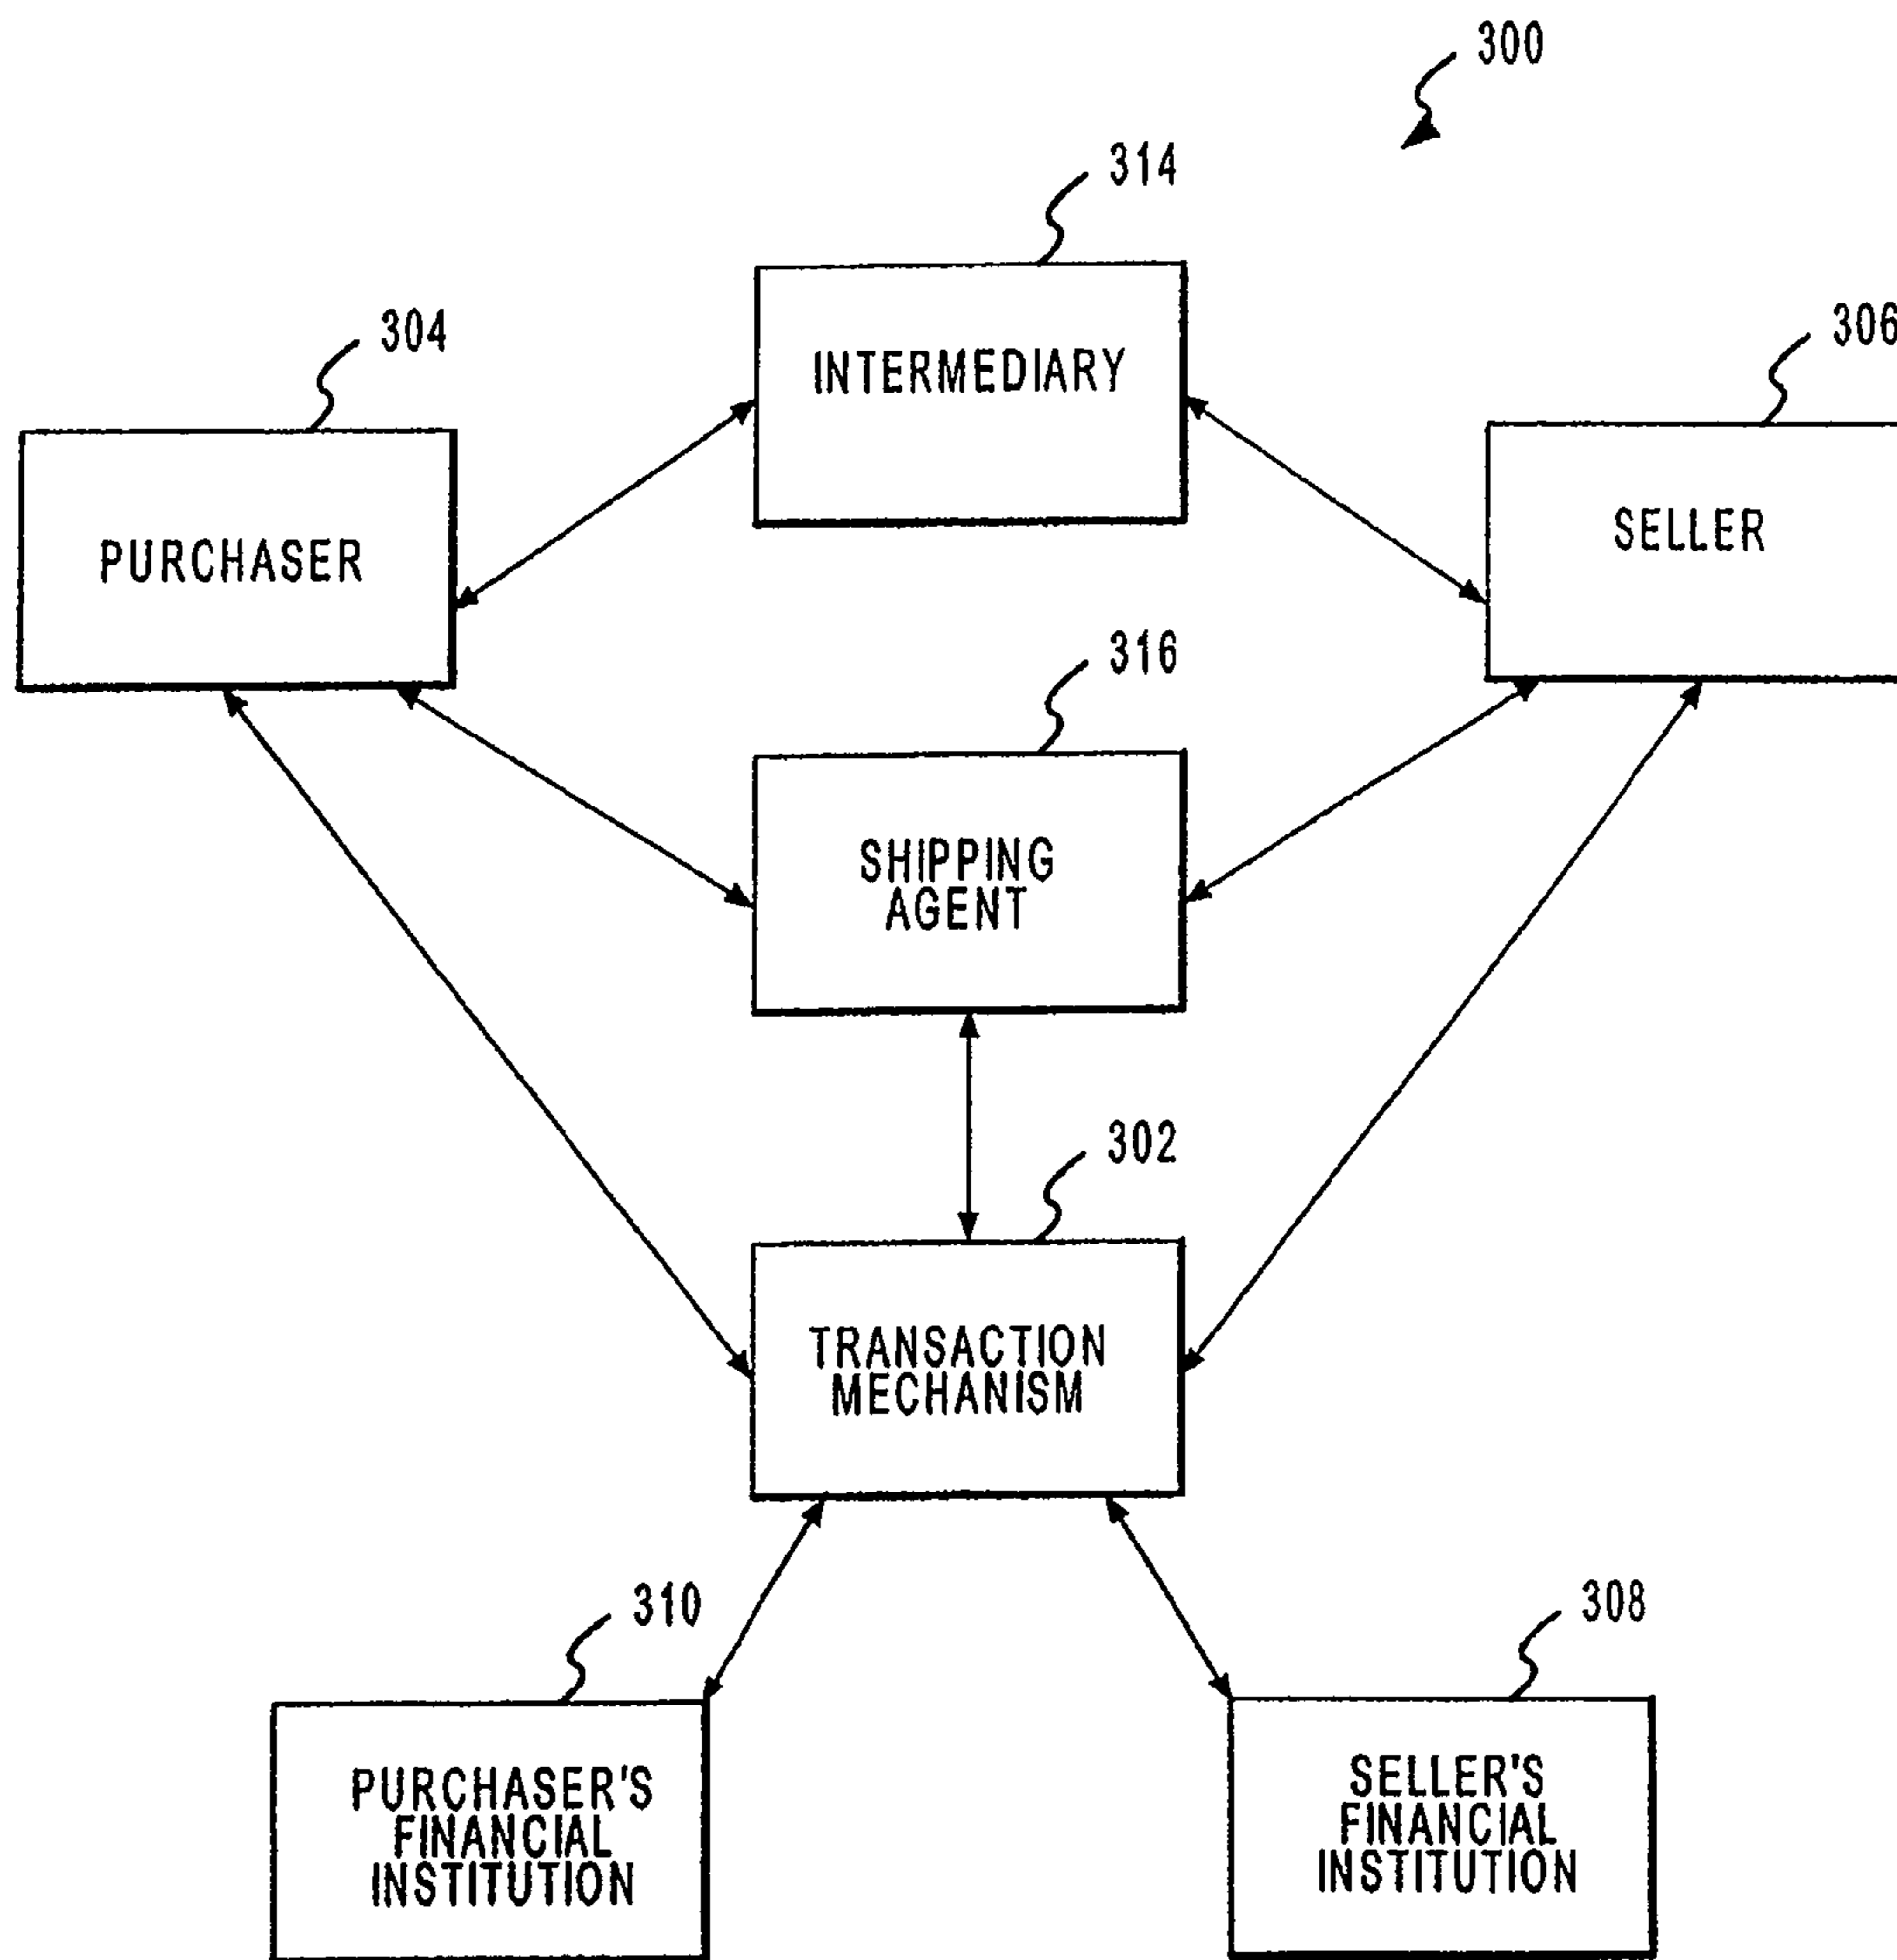 300
314
304
306
INTERMEDIARY
PURCHASER
SELLER
316
SHIPPING
AGENT
302
TRANSACTION
MECHANISM
310
308
PURCHASER'S
FINANCIAL
INSTITUTION
SELLER'S
FINANCIAL
INSTITUTION